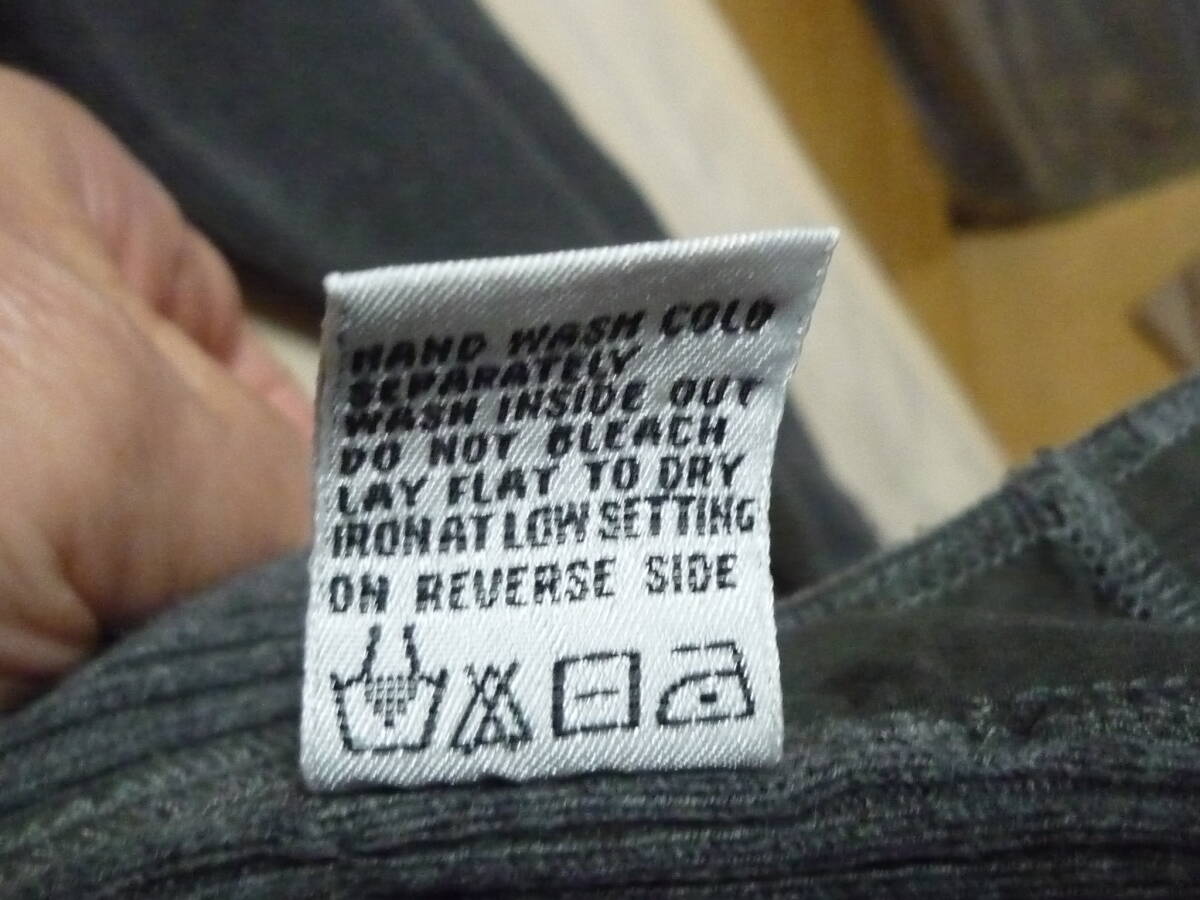 HAND WASH COLD
SEPARATELY
WASH INSIDE OUT
DO NOT BLEACH
LAY FLAT TO DRY
IRON AT LOW SETTING
ON REVERSE SIDE